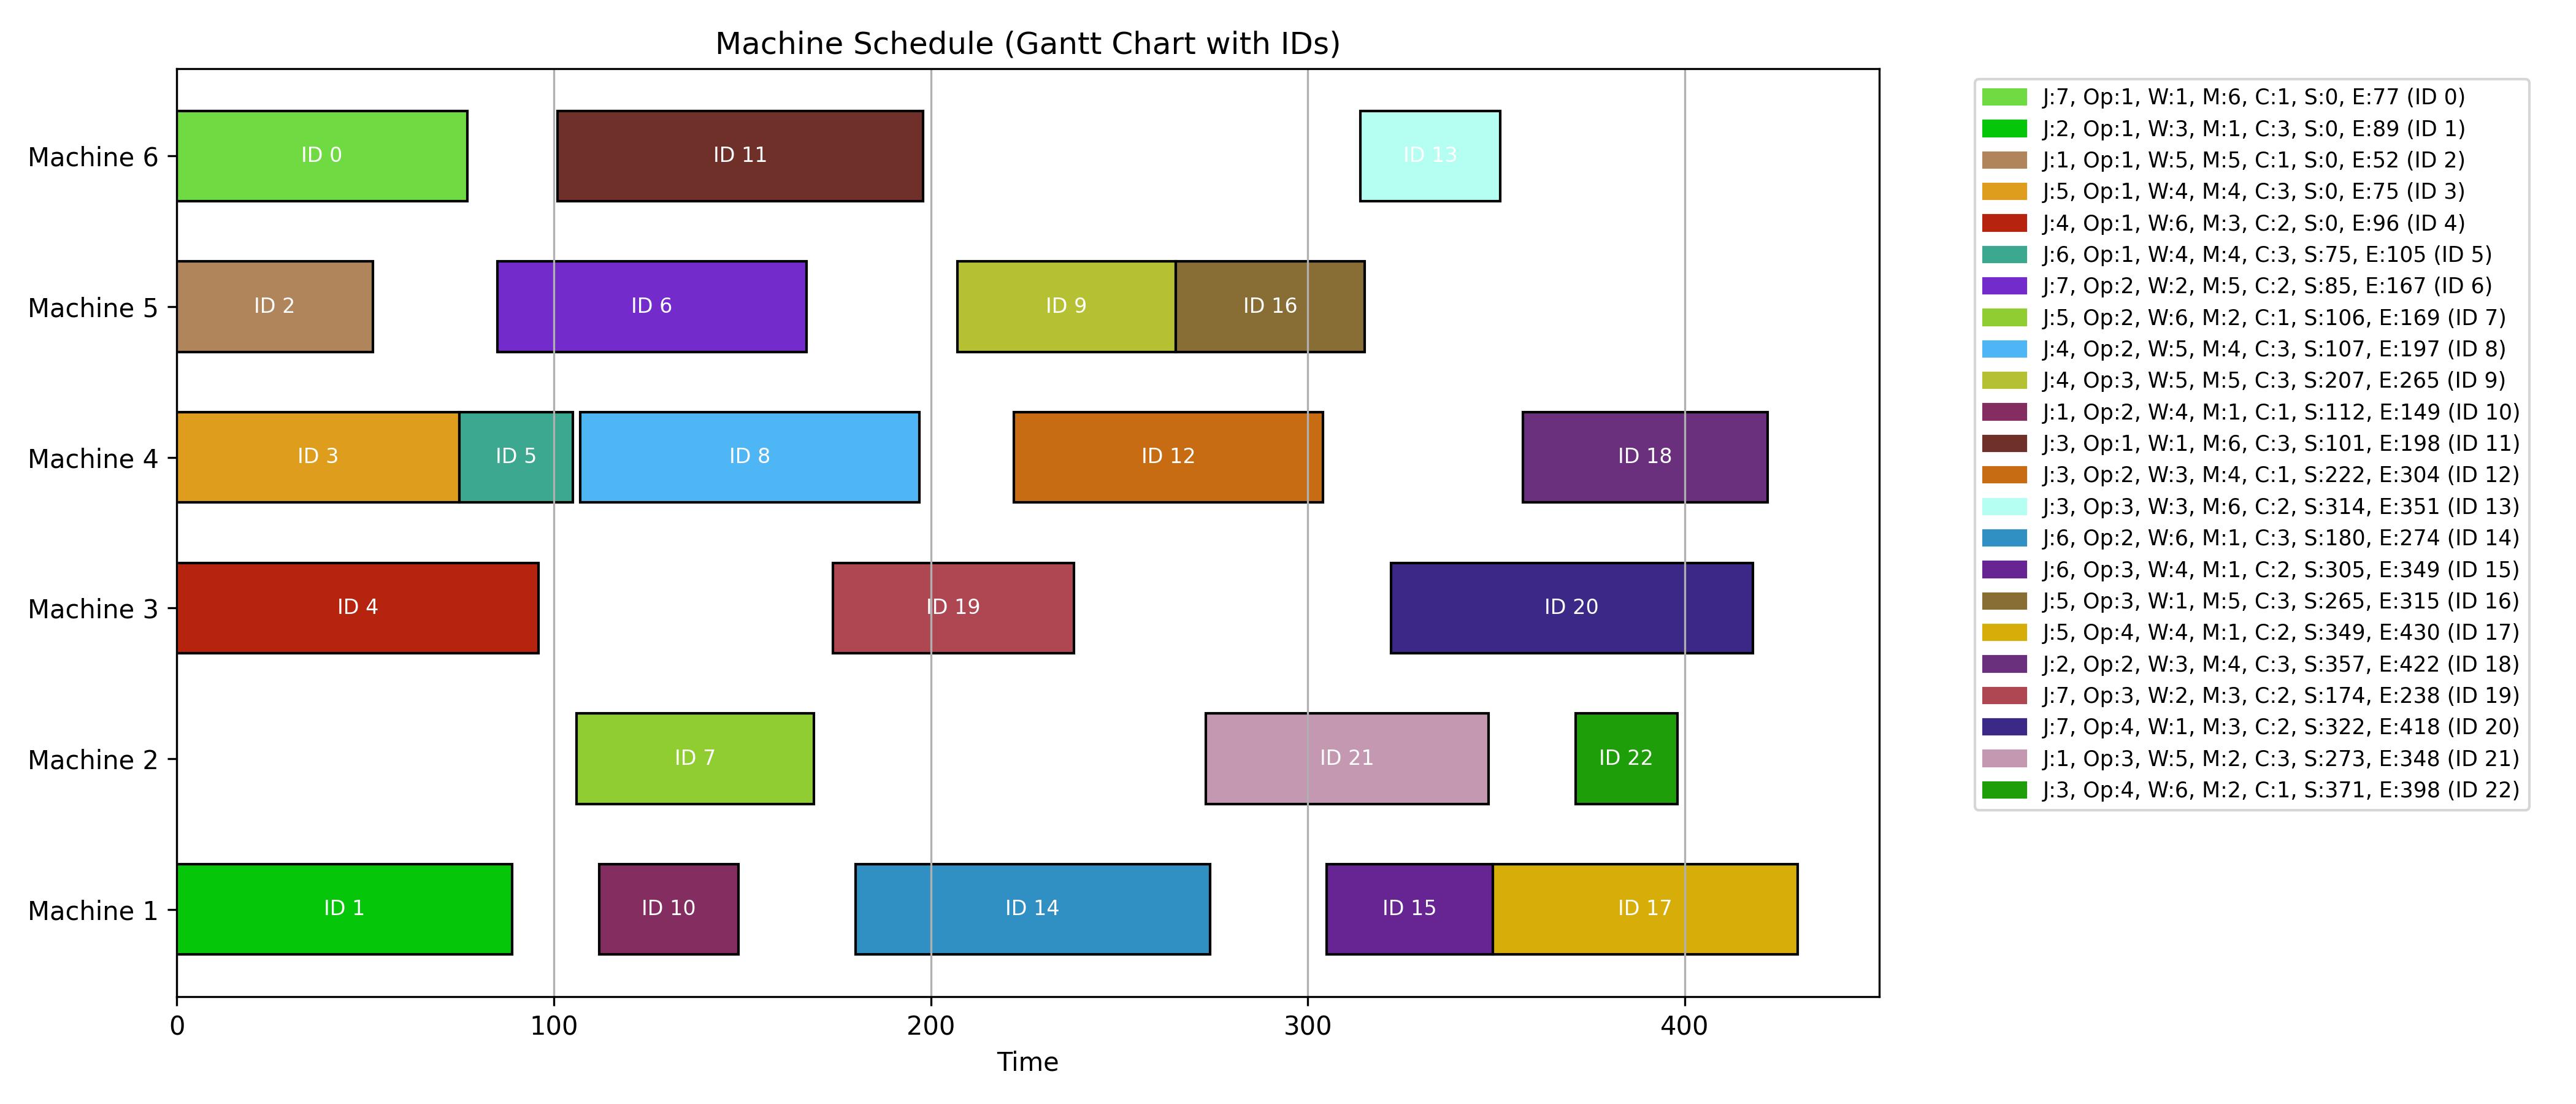 Machine Schedule (Gantt Chart with IDs)
Machine 6
ID 0
ID 11
ID 13
Machine 5
ID 2
ID 6
ID 9
ID 16
Machine 4
ID 3
ID 5
ID 8
ID 12
ID 18
Machine 3
ID 4
ID 19
ID 20
Machine 2
ID 7
ID 21
ID 22
Machine 1
ID 1
ID 10
ID 14
ID 15
ID 17
0
100
200
300
400
Time
J:7, Op:1, W:1, M:6, C:1, S:0, E:77 (ID 0)
J:2, Op:1, W:3, M:1, C:3, S:0, E:89 (ID 1)
J:1, Op:1, W:5, M:5, C:1, S:0, E:52 (ID 2)
J:5, Op:1, W:4, M:4, C:3, S:0, E:75 (ID 3)
J:4, Op:1, W:6, M:3, C:2, S:0, E:96 (ID 4)
J:6, Op:1, W:4, M:4, C:3, S:75, E:105 (ID 5)
J:7, Op:2, W:2, M:5, C:2, S:85, E:167 (ID 6)
J:5, Op:2, W:6, M:2, C:1, S:106, E:169 (ID 7)
J:4, Op:2, W:5, M:4, C:3, S:107, E:197 (ID 8)
J:4, Op:3, W:5, M:5, C:3, S:207, E:265 (ID 9)
J:1, Op:2, W:4, M:1, C:1, S:112, E:149 (ID 10)
J:3, Op:1, W:1, M:6, C:3, S:101, E:198 (ID 11)
J:3, Op:2, W:3, M:4, C:1, S:222, E:304 (ID 12)
J:3, Op:3, W:3, M:6, C:2, S:314, E:351 (ID 13)
J:6, Op:2, W:6, M:1, C:3, S:180, E:274 (ID 14)
J:6, Op:3, W:4, M:1, C:2, S:305, E:349 (ID 15)
J:5, Op:3, W:1, M:5, C:3, S:265, E:315 (ID 16)
J:5, Op:4, W:4, M:1, C:2, S:349, E:430 (ID 17)
J:2, Op:2, W:3, M:4, C:3, S:357, E:422 (ID 18)
J:7, Op:3, W:2, M:3, C:2, S:174, E:238 (ID 19)
J:7, Op:4, W:1, M:3, C:2, S:322, E:418 (ID 20)
J:1, Op:3, W:5, M:2, C:3, S:273, E:348 (ID 21)
J:3, Op:4, W:6, M:2, C:1, S:371, E:398 (ID 22)